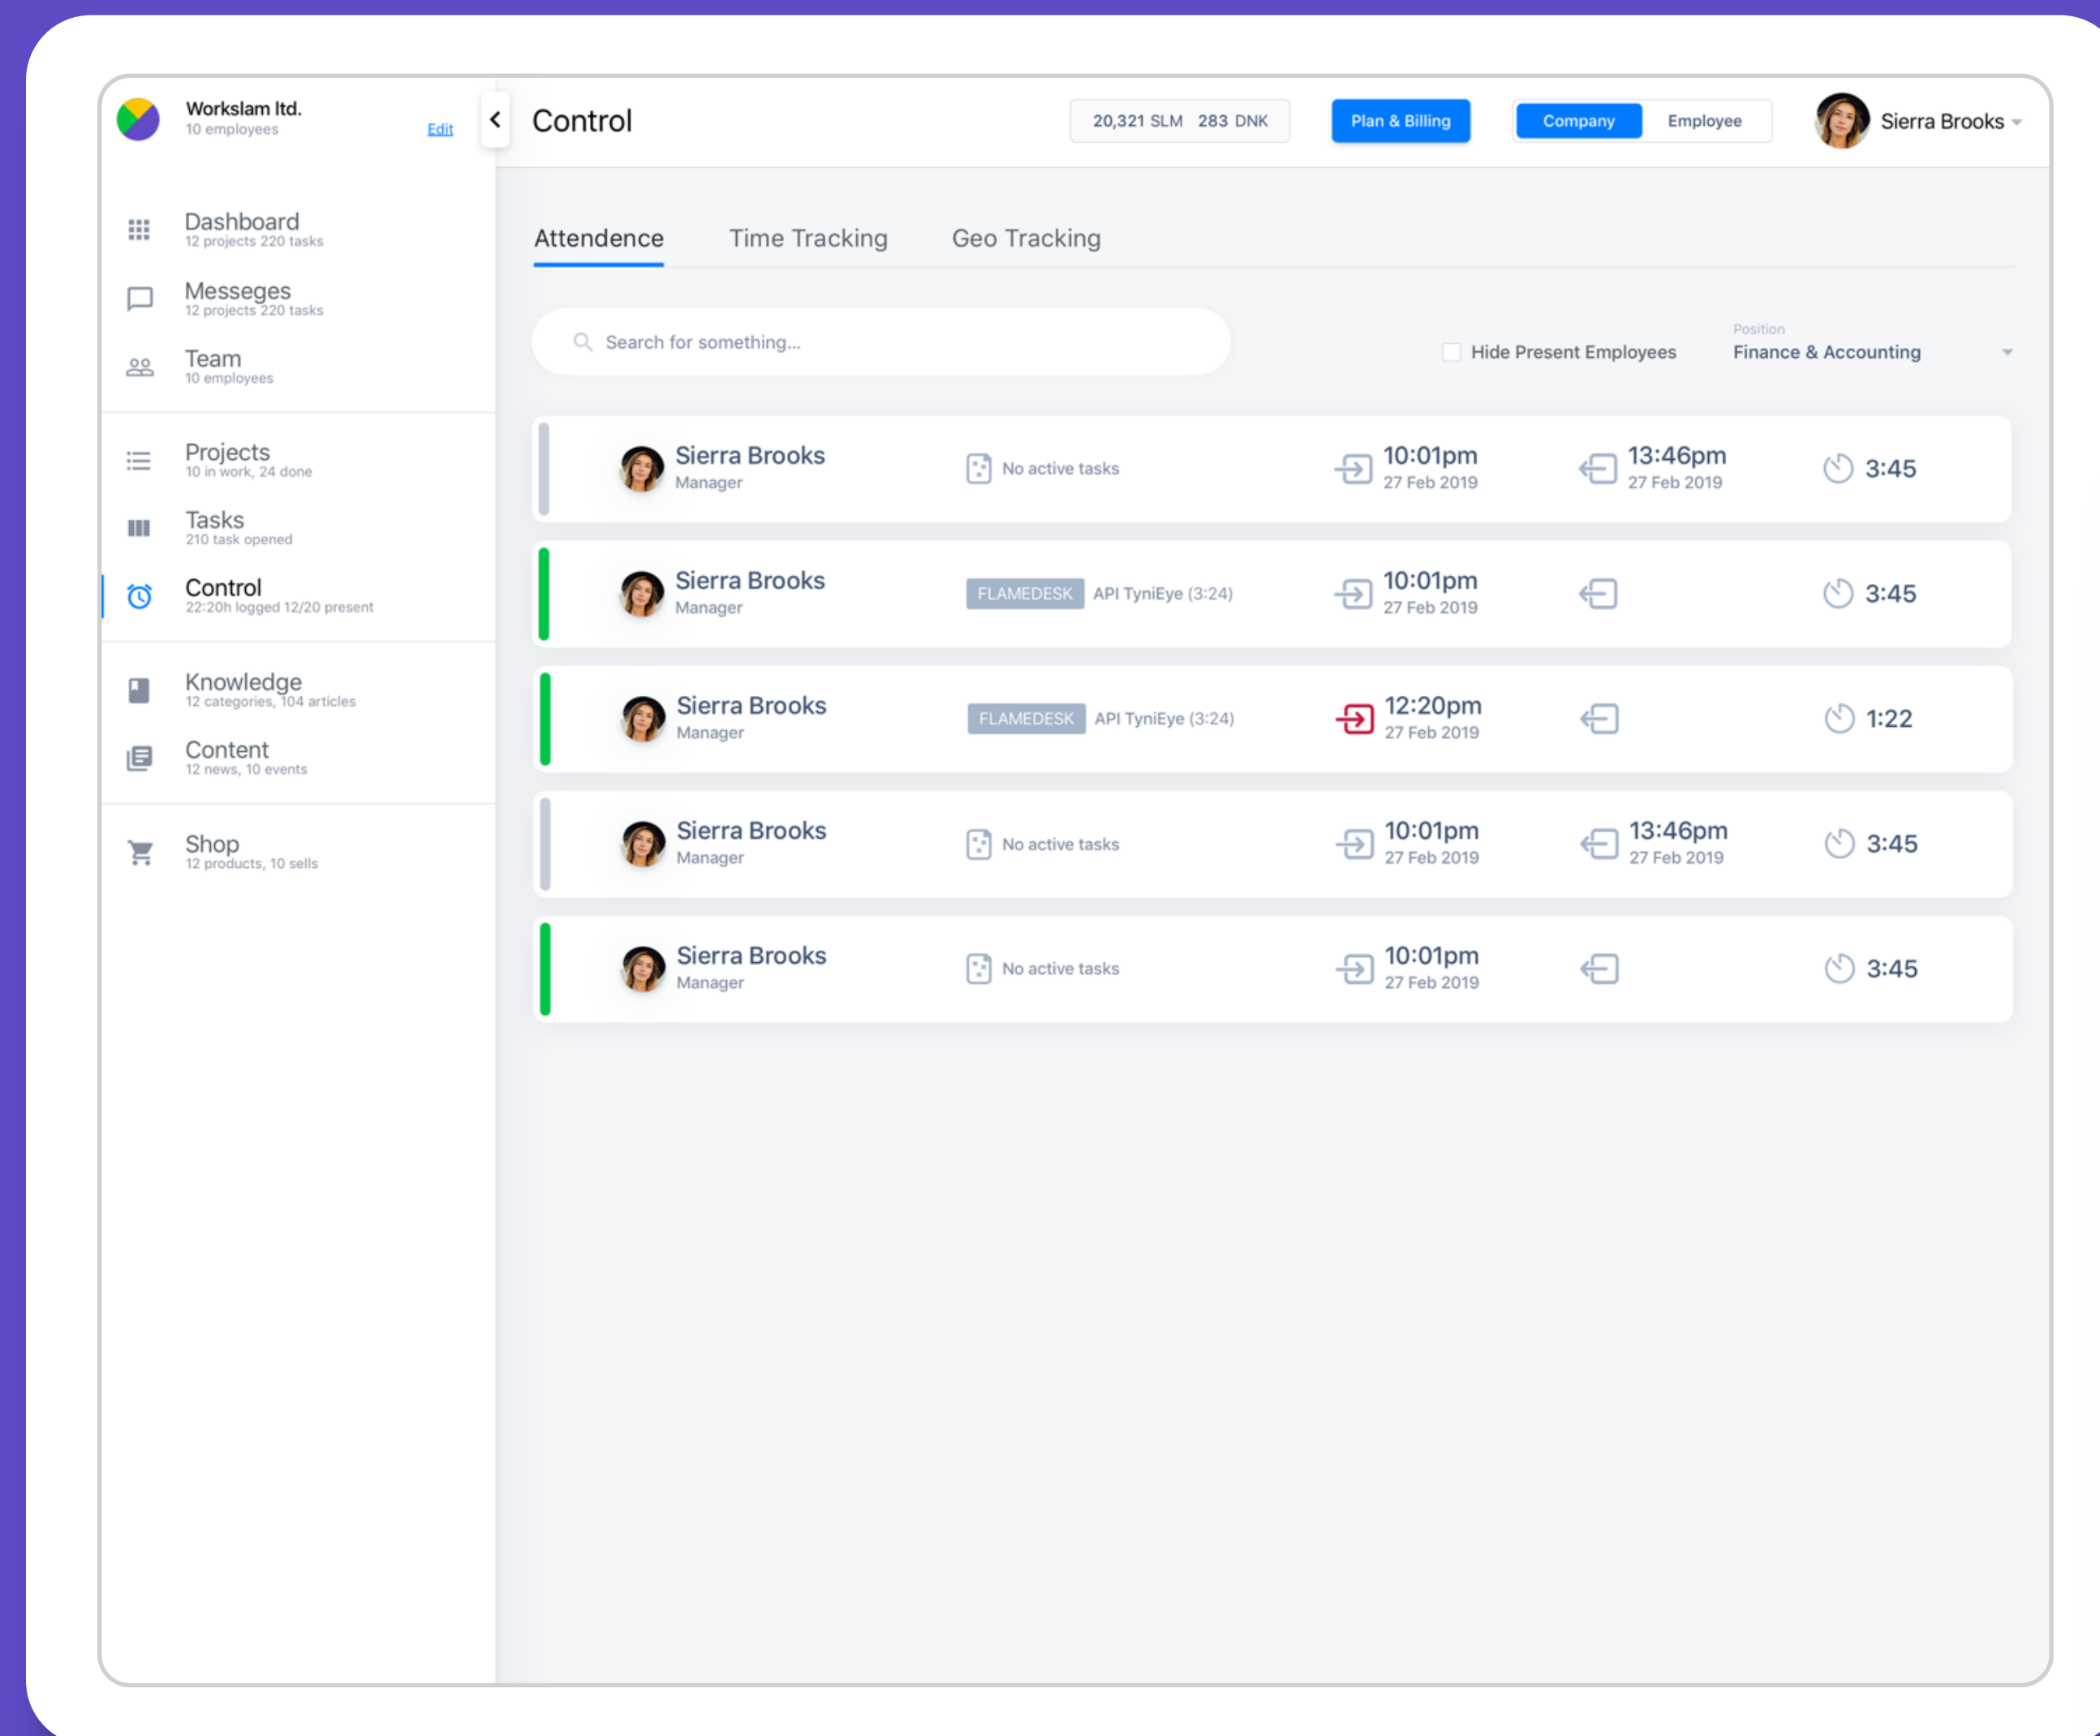 Workslam ltd.
10 employees
Edit
Dashboard
12 projects 220 tasks
Messeges
12 projects 220 tasks
Team
10 employees
Projects
10 in work, 24 done
Tasks
210 task opened
Control
22:20h logged 12/20 present
Knowledge
12 categories, 104 articles
Content
12 news, 10 events
Shop
12 products, 10 sells
Control
20,321 SLM 283 DNK
Plan & Billing
Company
Employee
Sierra Brooks
Attendence
Time Tracking
Geo Tracking
Search for something...
Hide Present Employees
Position
Finance & Accounting
Sierra Brooks
Manager
No active tasks
10:01pm
27 Feb 2019
13:46pm
27 Feb 2019
3:45
Sierra Brooks
Manager
FLAMEDESK
API TyniEye (3:24)
10:01pm
27 Feb 2019
3:45
Sierra Brooks
Manager
FLAMEDESK
API TyniEye (3:24)
12:20pm
27 Feb 2019
1:22
Sierra Brooks
Manager
No active tasks
10:01pm
27 Feb 2019
13:46pm
27 Feb 2019
3:45
Sierra Brooks
Manager
No active tasks
10:01pm
27 Feb 2019
3:45